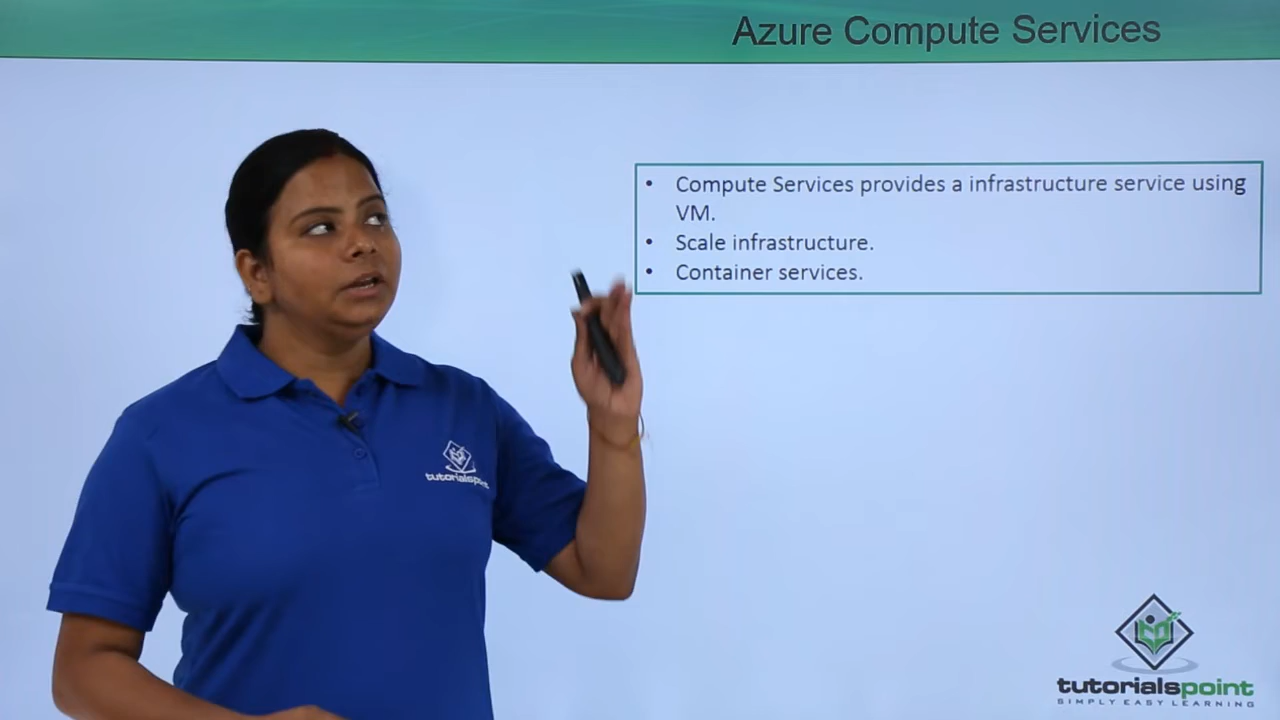 Azure Compute Services
• Compute Services provides a infrastructure service using
VM.
• Scale infrastructure.
• Container services.
tutorialspoint
tutorialspoint
SIMPLY EASY LEARNING